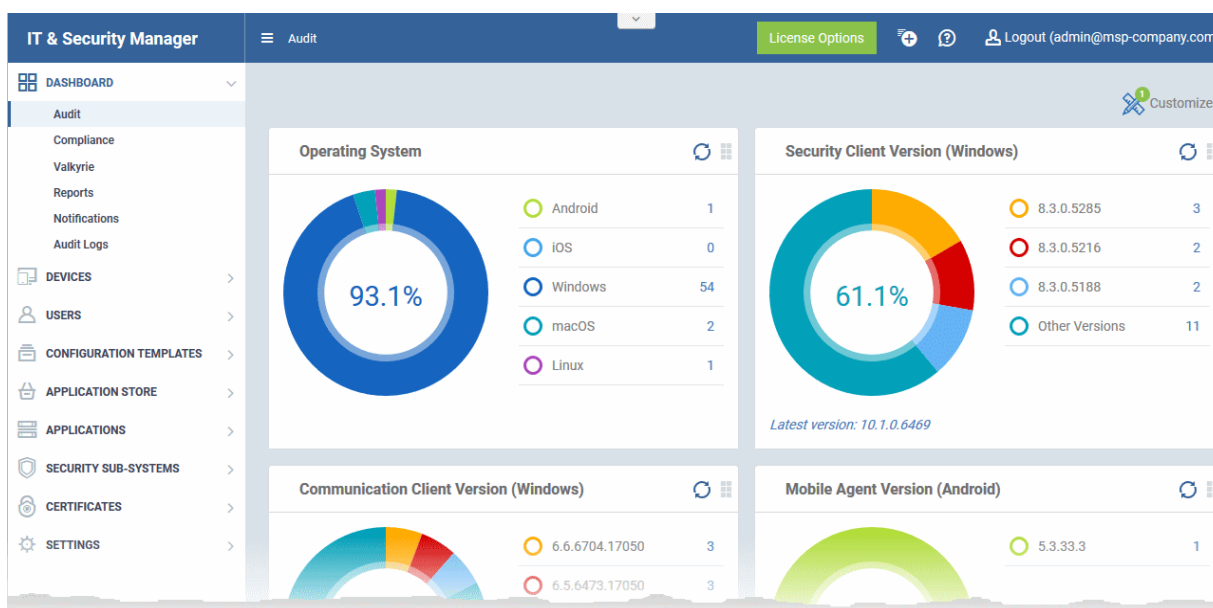 IT & Security Manager
Audit
License Options
Logout (admin@msp-company.com
DASHBOARD
Audit
Compliance
Valkyrie
Reports
Notifications
Audit Logs
DEVICES
USERS
CONFIGURATION TEMPLATES
APPLICATION STORE
APPLICATIONS
SECURITY SUB-SYSTEMS
CERTIFICATES
SETTINGS
1
Customize
Operating System
93.1%
Android 1
iOS 0
Windows 54
macOS 2
Linux 1
Security Client Version (Windows)
61.1%
8.3.0.5285 3
8.3.0.5216 2
8.3.0.5188 2
Other Versions 11
Latest version: 10.1.0.6469
Communication Client Version (Windows)
6.6.6704.17050 3
6.5.6473.17050 3
Mobile Agent Version (Android)
5.3.33.3 1